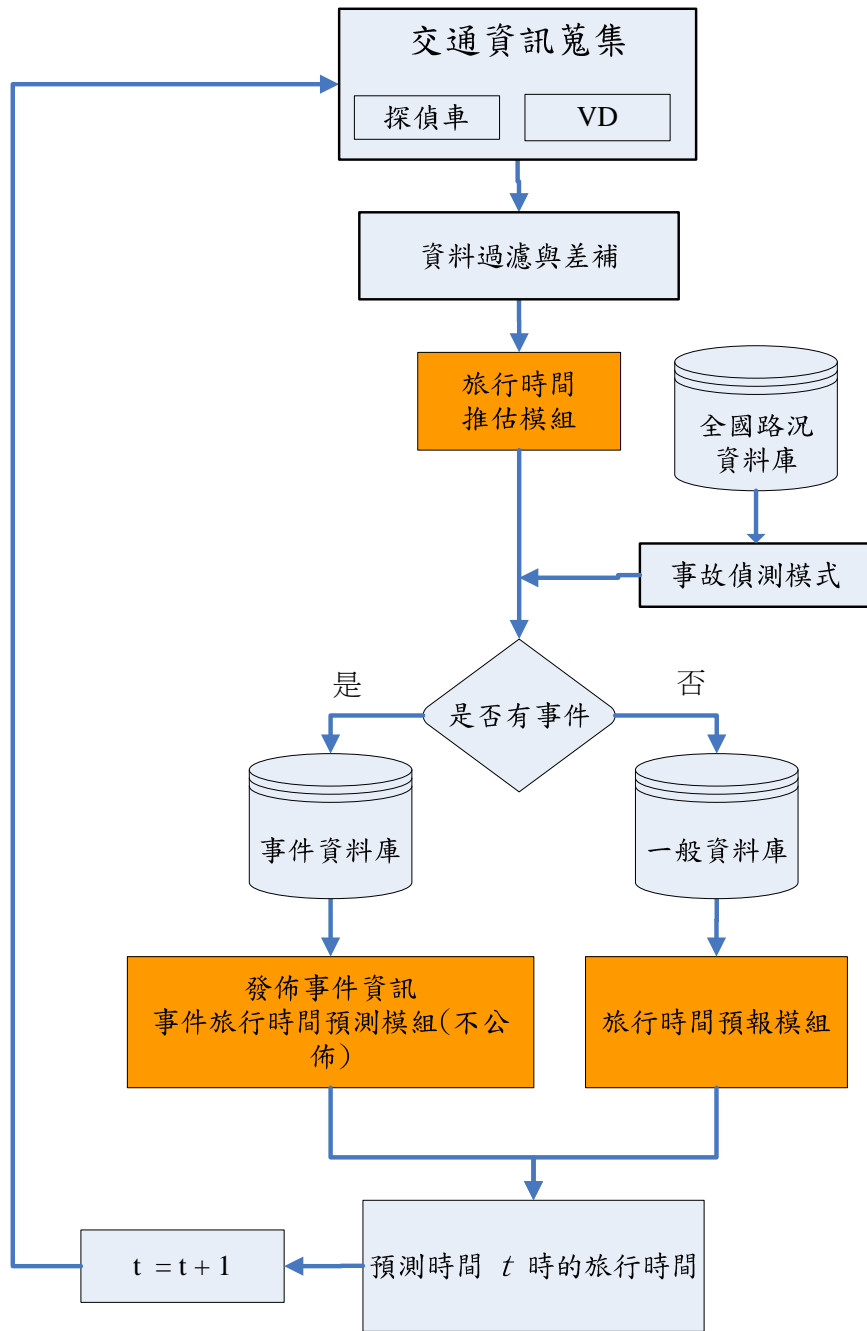 交通資訊蒐集
探偵車
VD
資料過濾與差補
旅行時間
推估模組
全國路況
資料庫
事故偵測模式
是否有事件
是
否
事件資料庫
一般資料庫
發佈事件資訊
事件旅行時間預測模組(不公
佈)
旅行時間預報模組
預測時間 t 時的旅行時間
t = t + 1